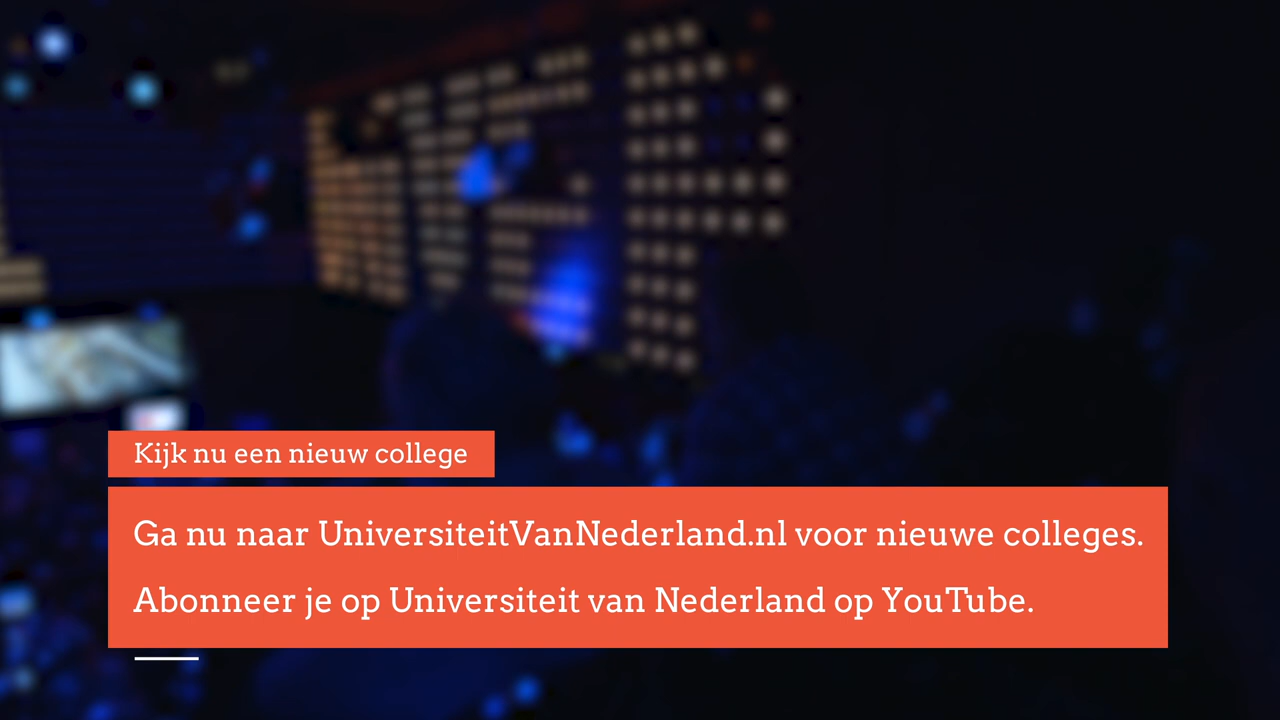 Kijk nu een nieuw college
Ga nu naar UniversiteitVanNederland.nl voor nieuwe colleges.
Abonneer je op Universiteit van Nederland op YouTube.